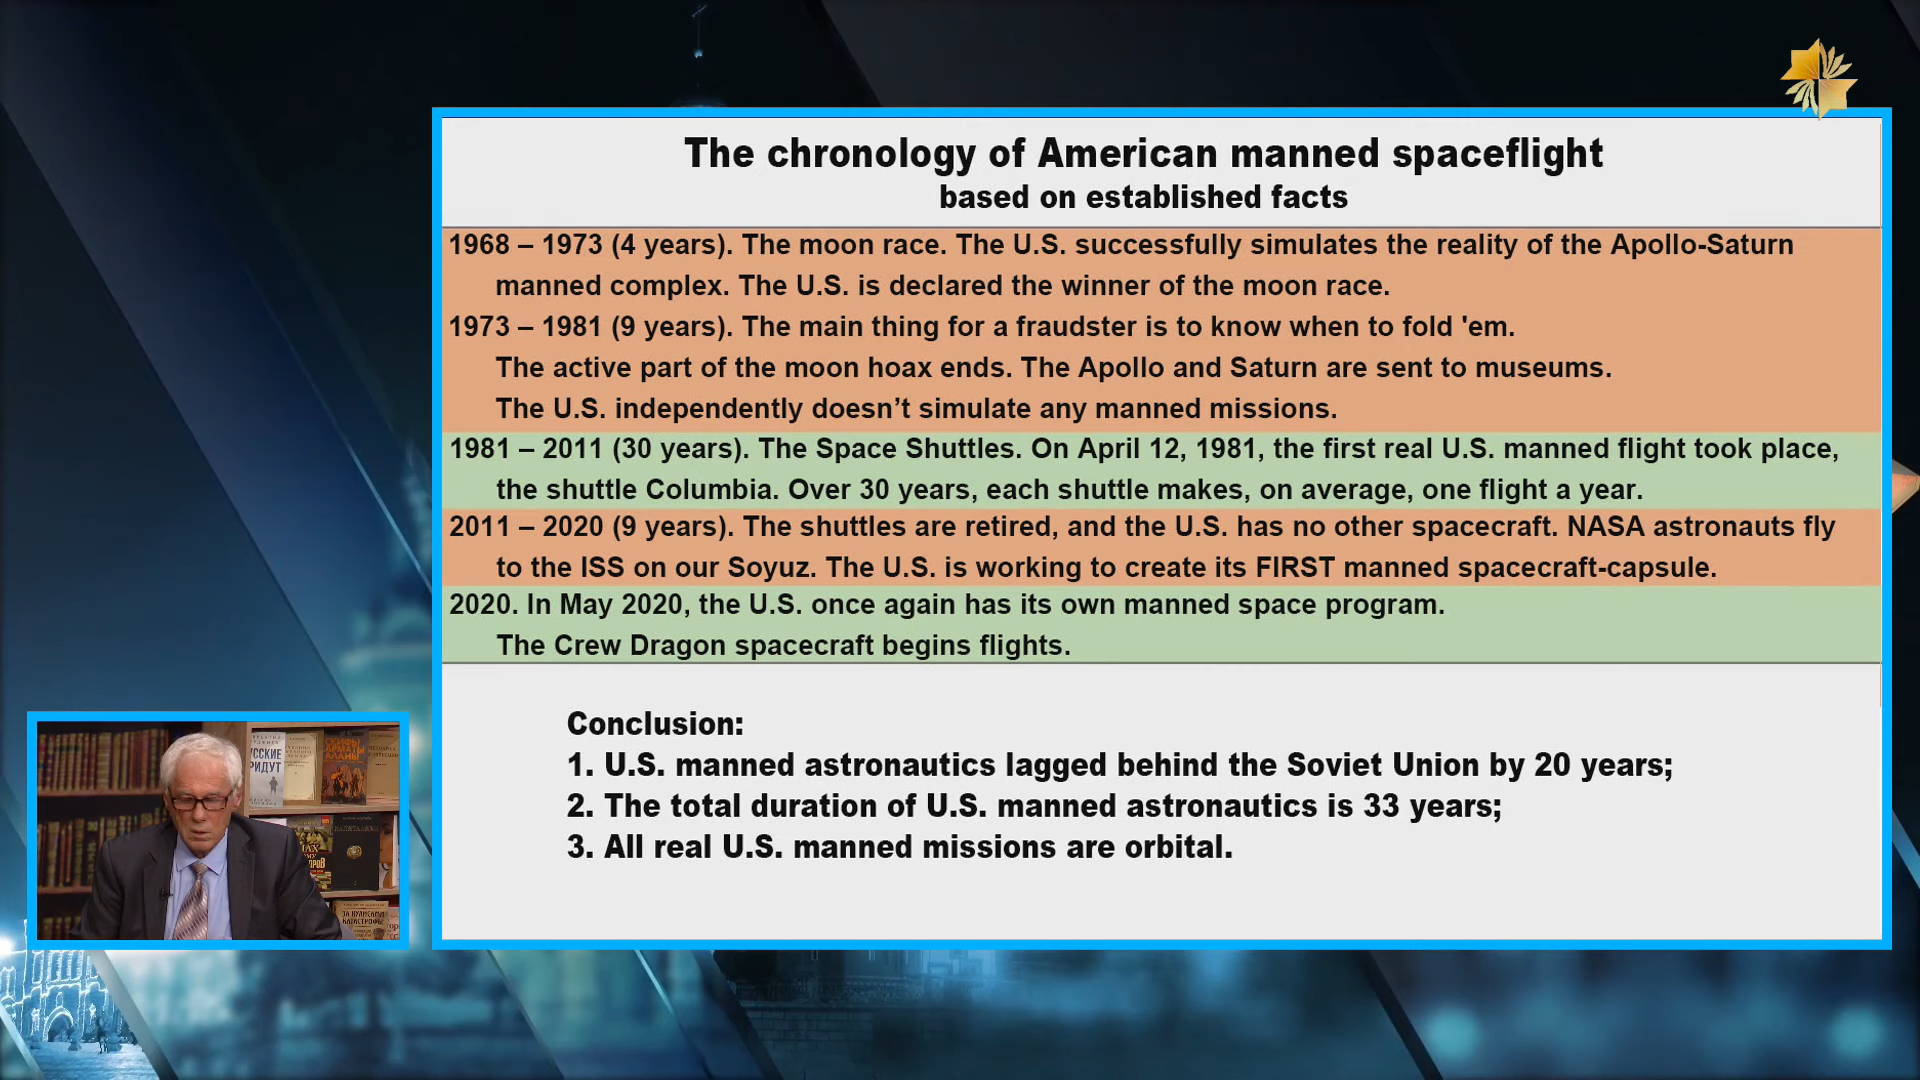 The chronology of American manned spaceflight
based on established facts
1968 – 1973 (4 years). The moon race. The U.S. successfully simulates the reality of the Apollo-Saturn
manned complex. The U.S. is declared the winner of the moon race.
1973 – 1981 (9 years). The main thing for a fraudster is to know when to fold 'em.
The active part of the moon hoax ends. The Apollo and Saturn are sent to museums.
The U.S. independently doesn’t simulate any manned missions.
1981 – 2011 (30 years). The Space Shuttles. On April 12, 1981, the first real U.S. manned flight took place,
the shuttle Columbia. Over 30 years, each shuttle makes, on average, one flight a year.
2011 – 2020 (9 years). The shuttles are retired, and the U.S. has no other spacecraft. NASA astronauts fly
to the ISS on our Soyuz. The U.S. is working to create its FIRST manned spacecraft-capsule.
2020. In May 2020, the U.S. once again has its own manned space program.
The Crew Dragon spacecraft begins flights.
Conclusion:
1. U.S. manned astronautics lagged behind the Soviet Union by 20 years;
2. The total duration of U.S. manned astronautics is 33 years;
3. All real U.S. manned missions are orbital.
ЗА КУЛИСАМИ
КАТАСТРОФЫ